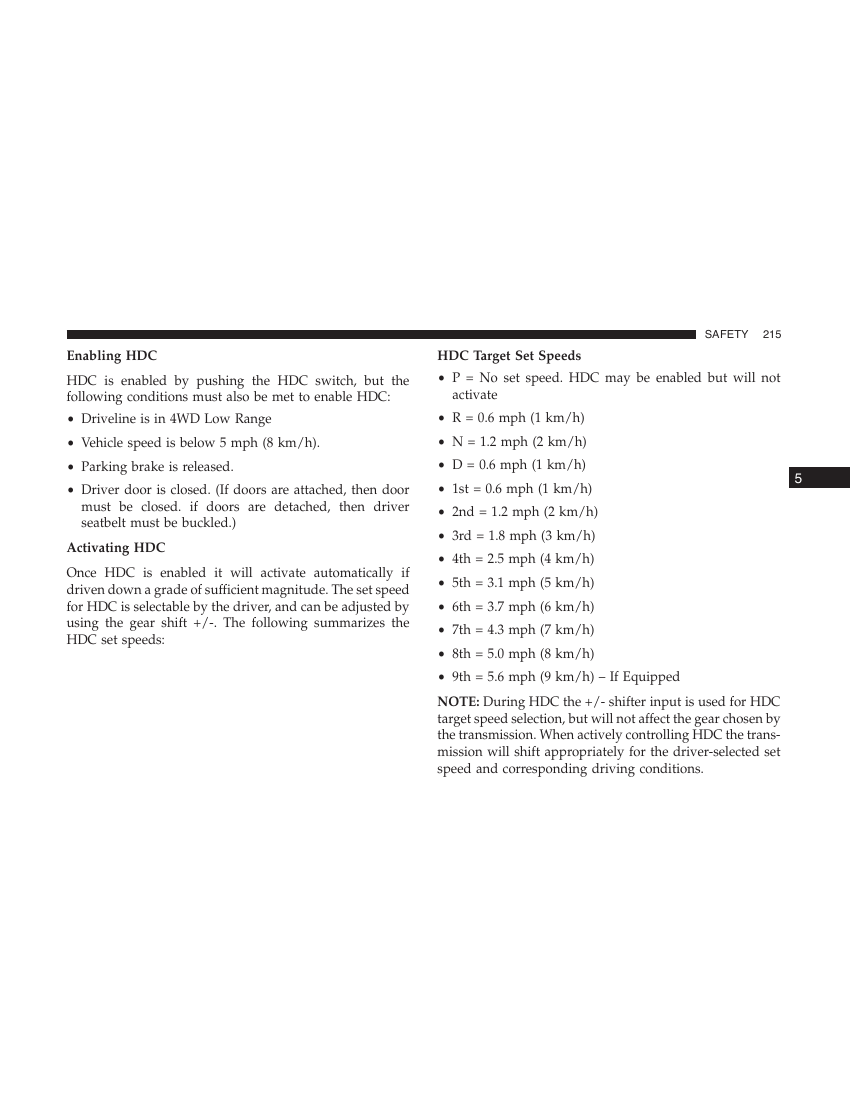 SAFETY 215
Enabling HDC
HDC is enabled by pushing the HDC switch, but the
following conditions must also be met to enable HDC:
• Driveline is in 4WD Low Range
• Vehicle speed is below 5 mph (8 km/h).
• Parking brake is released.
• Driver door is closed. (If doors are attached, then door
must be closed. if doors are detached, then driver
seatbelt must be buckled.)
Activating HDC
Once HDC is enabled it will activate automatically if
driven down a grade of sufficient magnitude. The set speed
for HDC is selectable by the driver, and can be adjusted by
using the gear shift +/-. The following summarizes the
HDC set speeds:
HDC Target Set Speeds
• P = No set speed. HDC may be enabled but will not
activate
• R = 0.6 mph (1 km/h)
• N = 1.2 mph (2 km/h)
• D = 0.6 mph (1 km/h)
• 1st = 0.6 mph (1 km/h)
• 2nd = 1.2 mph (2 km/h)
• 3rd = 1.8 mph (3 km/h)
• 4th = 2.5 mph (4 km/h)
• 5th = 3.1 mph (5 km/h)
• 6th = 3.7 mph (6 km/h)
• 7th = 4.3 mph (7 km/h)
• 8th = 5.0 mph (8 km/h)
• 9th = 5.6 mph (9 km/h) – If Equipped
NOTE: During HDC the +/- shifter input is used for HDC
target speed selection, but will not affect the gear chosen by
the transmission. When actively controlling HDC the trans-
mission will shift appropriately for the driver-selected set
speed and corresponding driving conditions.
5